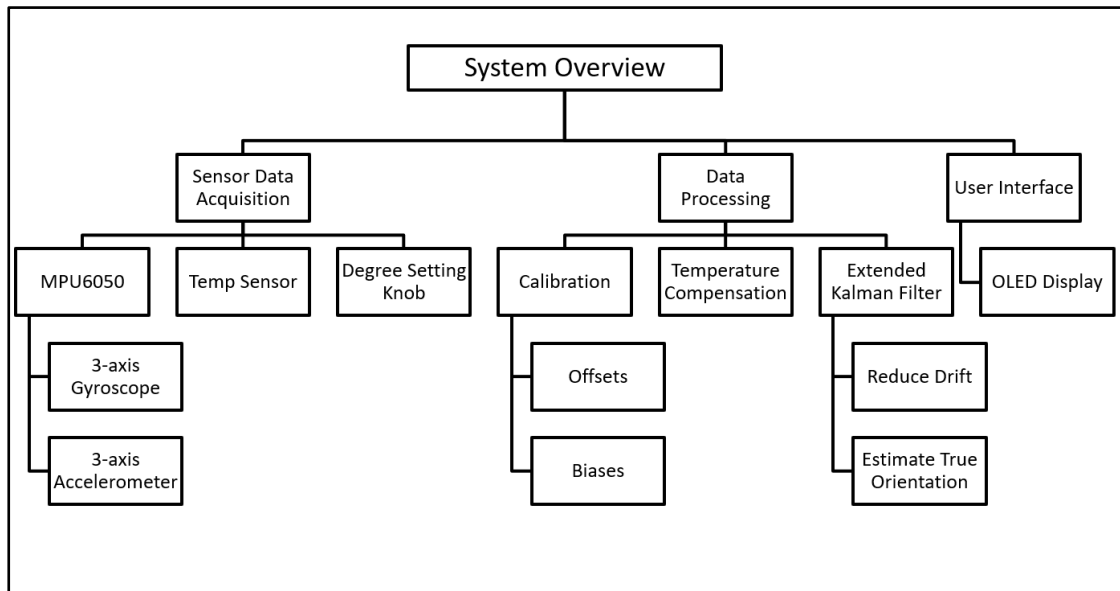 System Overview
Sensor Data
Acquisition
Data
Processing
User Interface
MPU6050
Temp Sensor
Degree Setting
Knob
Calibration
Temperature
Compensation
Extended
Kalman Filter
OLED Display
3-axis
Gyroscope
Offsets
Reduce Drift
3-axis
Accelerometer
Biases
Estimate True
Orientation